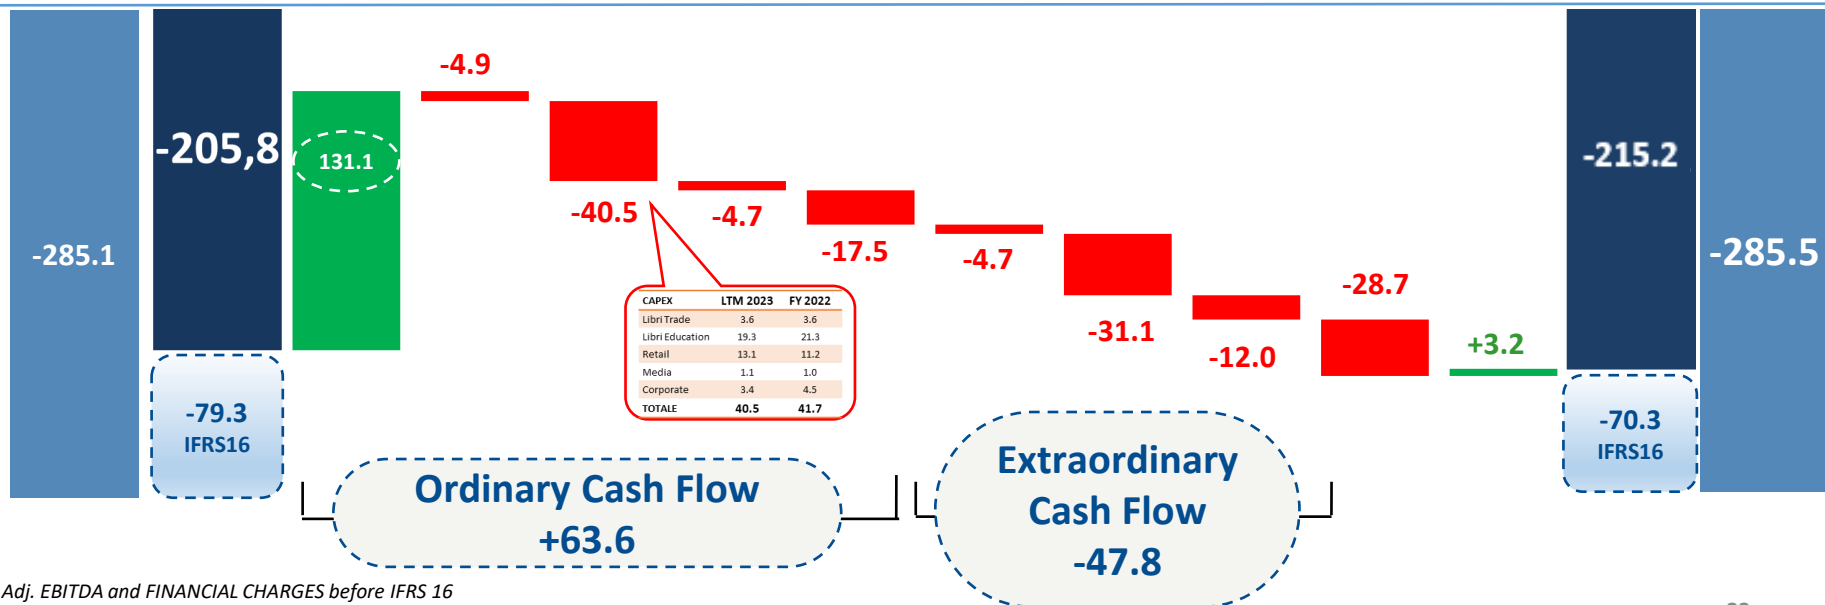 -285.1
-205,8
-79.3
IFRS16
131.1
-4.9
-40.5
-4.7
-17.5
-4.7
-31.1
-12.0
-28.7
+3.2
-215.2
-70.3
IFRS16
-285.5
CAPEX LTM 2023 FY 2022
Libri Trade 3.6 3.6
Libri Education 19.3 21.3
Retail 13.1 11.2
Media 1.1 1.0
Corporate 3.4 4.5
TOTALE 40.5 41.7
Ordinary Cash Flow
+63.6
Extraordinary
Cash Flow
-47.8
Adj. EBITDA and FINANCIAL CHARGES before IFRS 16